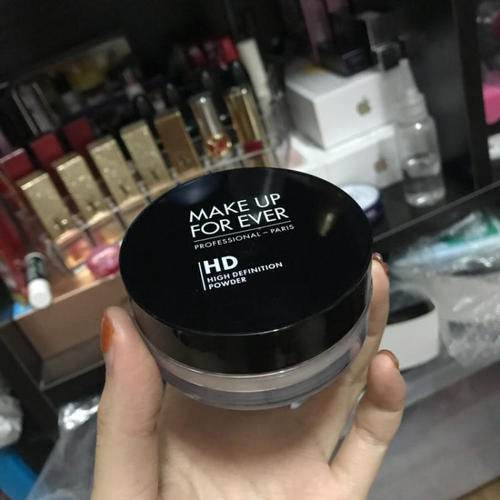 MAKE UP
FOR EVER
PROFESSIONAL – PARIS
HD
HIGH DEFINITION
POWDER